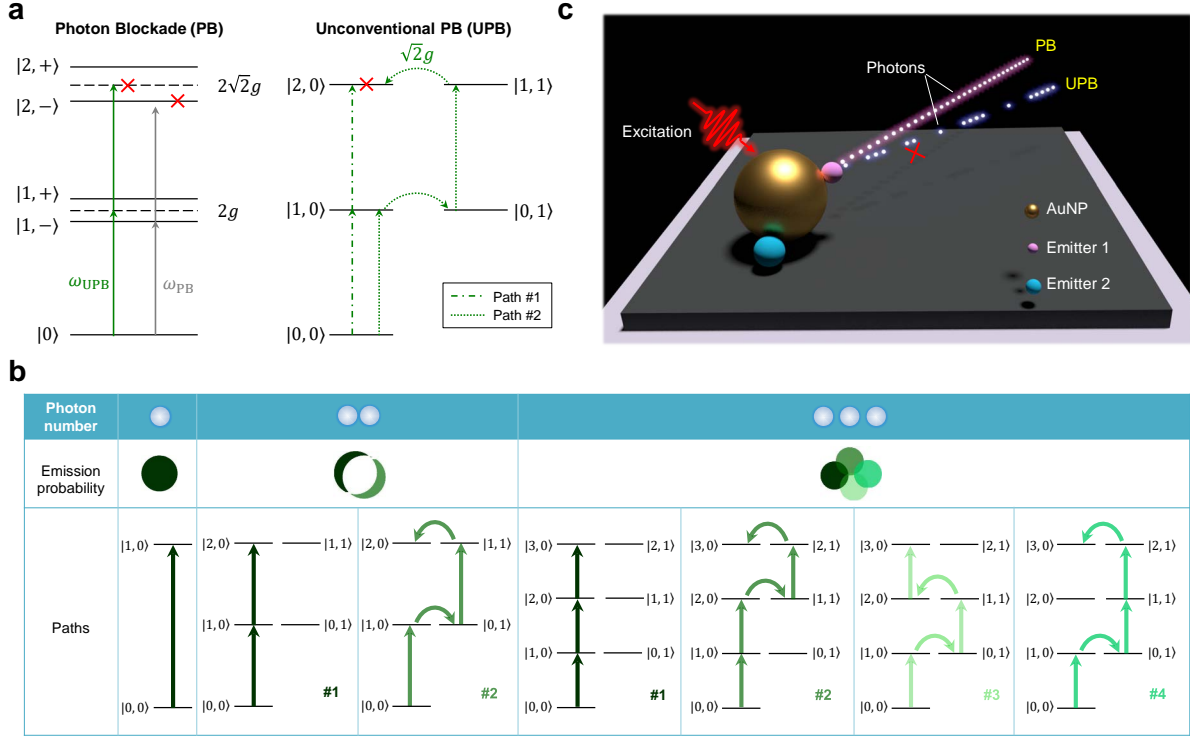 a
Photon Blockade (PB)
|2, +⟩
2√2g
|2, −⟩
|1, +⟩
2g
|1, −⟩
ω_UPB
ω_PB
|0⟩
Unconventional PB (UPB)
√2g
|2, 0⟩
|1, 1⟩
|1, 0⟩
|0, 1⟩
Path #1
Path #2
|0, 0⟩
c
PB
Photons
UPB
Excitation
AuNP
Emitter 1
Emitter 2
b
Photon
number
Emission
probability
Paths
|1, 0⟩
|0, 0⟩
|2, 0⟩ |1, 1⟩
|1, 0⟩ |0, 1⟩
#1
|0, 0⟩
|2, 0⟩ |1, 1⟩
|1, 0⟩ |0, 1⟩
#2
|0, 0⟩
|3, 0⟩ |2, 1⟩
|2, 0⟩ |1, 1⟩
|1, 0⟩ |0, 1⟩
#1
|0, 0⟩
|3, 0⟩ |2, 1⟩
|2, 0⟩ |1, 1⟩
|1, 0⟩ |0, 1⟩
#2
|0, 0⟩
|3, 0⟩ |2, 1⟩
|2, 0⟩ |1, 1⟩
|1, 0⟩ |0, 1⟩
#3
|0, 0⟩
|3, 0⟩ |2, 1⟩
|2, 0⟩ |1, 1⟩
|1, 0⟩ |0, 1⟩
#4
|0, 0⟩